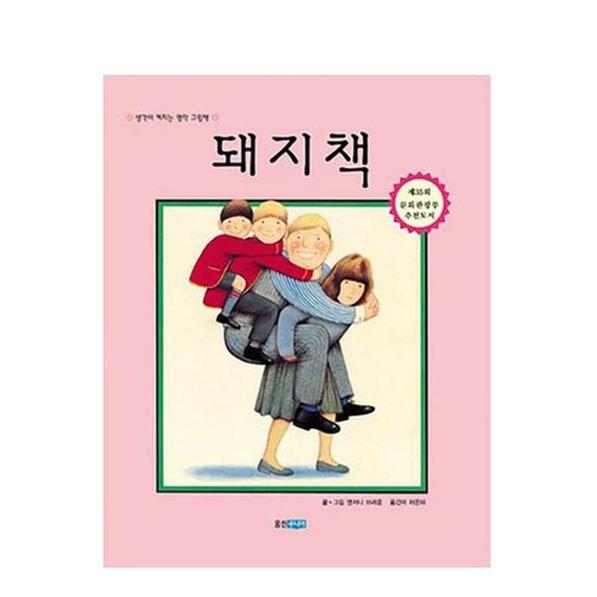 생각이 커지는 명작 그림책
돼지책
제35회
문화관광부
추천도서
글·그림 앤서니 브라운 | 옮긴이 허은미
웅진주니어